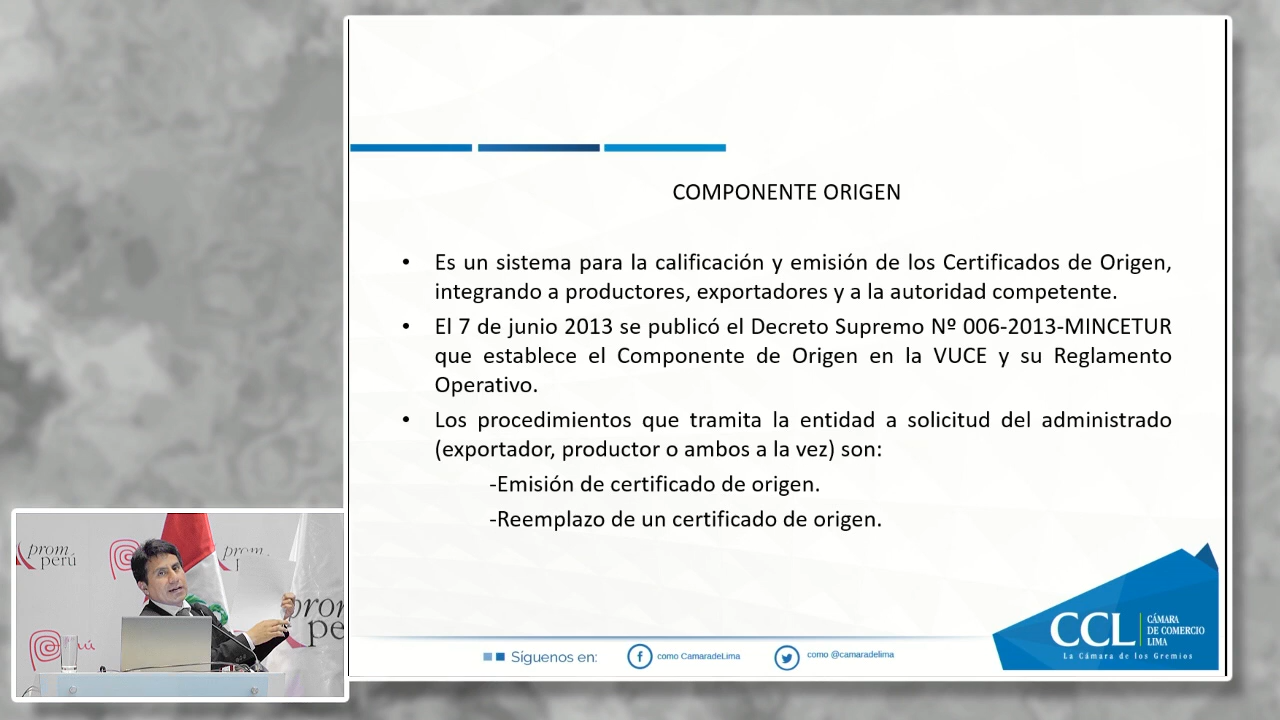 COMPONENTE ORIGEN
• Es un sistema para la calificación y emisión de los Certificados de Origen,
integrando a productores, exportadores y a la autoridad competente.
• El 7 de junio 2013 se publicó el Decreto Supremo Nº 006-2013-MINCETUR
que establece el Componente de Origen en la VUCE y su Reglamento
Operativo.
• Los procedimientos que tramita la entidad a solicitud del administrado
(exportador, productor o ambos a la vez) son:
-Emisión de certificado de origen.
-Reemplazo de un certificado de origen.
Síguenos en:
como CamaradeLima
como @camaradelima
CCL
CÁMARA
DE COMERCIO
LIMA
La Cámara de los Gremios
prom
perú
prom
prom
pe